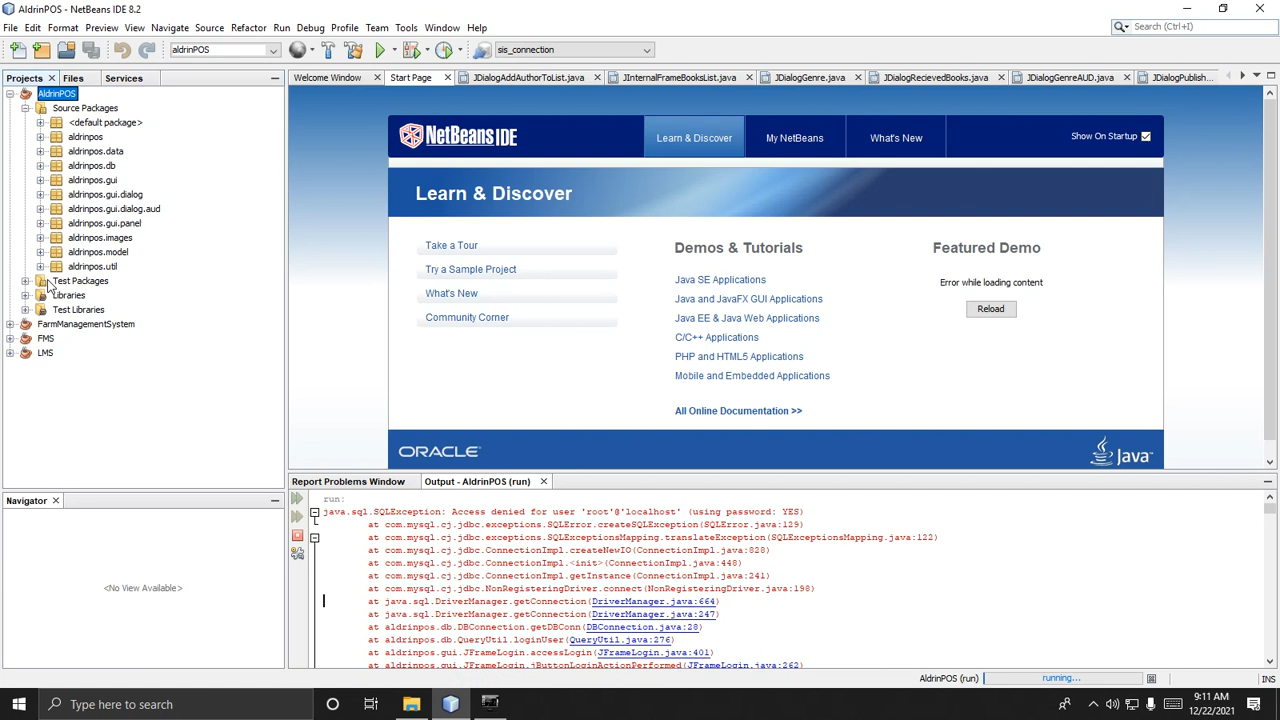 AldrinPOS - NetBeans IDE 8.2
File Edit Format Preview View Navigate Source Refactor Run Debug Profile Team Tools Window Help
Search (Ctrl+I)
aldrinPOS
sis_connection
Projects
Files
Services
Welcome Window
Start Page
JDialogAddAuthorToList.java
JInternalFrameBooksList.java
JDialogGenre.java
JDialogRecievedBooks.java
JDialogGenreAUD.java
JDialogPublish...
AldrinPOS
Source Packages
<default package>
aldrinpos
aldrinpos.data
aldrinpos.db
aldrinpos.gui
aldrinpos.gui.dialog
aldrinpos.gui.dialog.aud
aldrinpos.gui.panel
aldrinpos.images
aldrinpos.model
aldrinpos.util
Test Packages
Libraries
Test Libraries
FarmManagementSystem
FMS
LMS
NetBeans IDE
Learn & Discover
My NetBeans
What's New
Show On Startup
Learn & Discover
Take a Tour
Try a Sample Project
What's New
Community Corner
Demos & Tutorials
Java SE Applications
Java and JavaFX GUI Applications
Java EE & Java Web Applications
C/C++ Applications
PHP and HTML5 Applications
Mobile and Embedded Applications
All Online Documentation >>
Featured Demo
Error while loading content
Reload
ORACLE
Java
Navigator
<No View Available>
Report Problems Window
Output - AldrinPOS (run)
run:
java.sql.SQLException: Access denied for user 'root'@'localhost' (using password: YES)
at com.mysql.cj.jdbc.exceptions.SQLError.createSQLException(SQLError.java:129)
at com.mysql.cj.jdbc.exceptions.SQLExceptionsMapping.translateException(SQLExceptionsMapping.java:122)
at com.mysql.cj.jdbc.ConnectionImpl.createNewIO(ConnectionImpl.java:828)
at com.mysql.cj.jdbc.ConnectionImpl.<init>(ConnectionImpl.java:448)
at com.mysql.cj.jdbc.ConnectionImpl.getInstance(ConnectionImpl.java:241)
at com.mysql.cj.jdbc.NonRegisteringDriver.connect(NonRegisteringDriver.java:198)
at java.sql.DriverManager.getConnection(DriverManager.java:664)
at java.sql.DriverManager.getConnection(DriverManager.java:247)
at aldrinpos.db.DBConnection.getDBConn(DBConnection.java:28)
at aldrinpos.db.QueryUtil.loginUser(QueryUtil.java:276)
at aldrinpos.gui.JFrameLogin.accessLogin(JFrameLogin.java:401)
at aldrinpos.gui.JFrameLogin.jButtonLoginActionPerformed(JFrameLogin.java:262)
AldrinPOS (run)
running...
INS
Type here to search
9:11 AM
12/22/2021